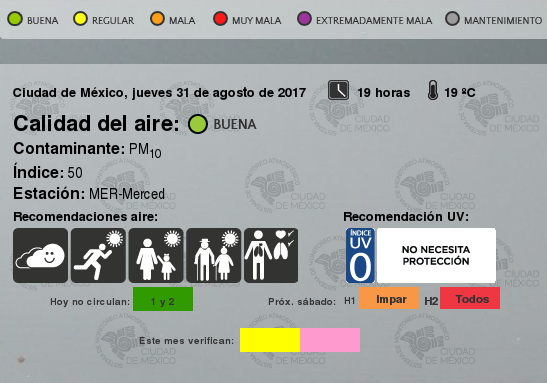 BUENA REGULAR MALA MUY MALA EXTREMADAMENTE MALA MANTENIMIENTO
Ciudad de México, jueves 31 de agosto de 2017 19 horas 19 ºC
Calidad del aire: BUENA
Contaminante: PM10
Índice: 50
Estación: MER-Merced
Recomendaciones aire: Recomendación UV:
ÍNDICE
UV
0
NO NECESITA
PROTECCIÓN
Hoy no circulan: 1 y 2 Próx. sábado: H1 Impar H2 Todos
Este mes verifican:
CIUDAD
DE MÉXICO